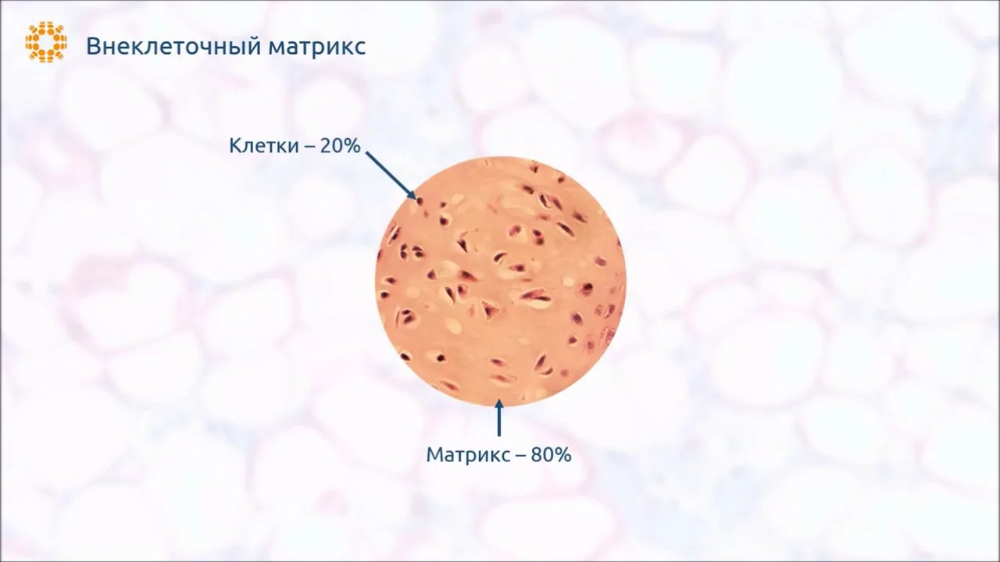 Внеклеточный матрикс
Клетки – 20%
Матрикс – 80%